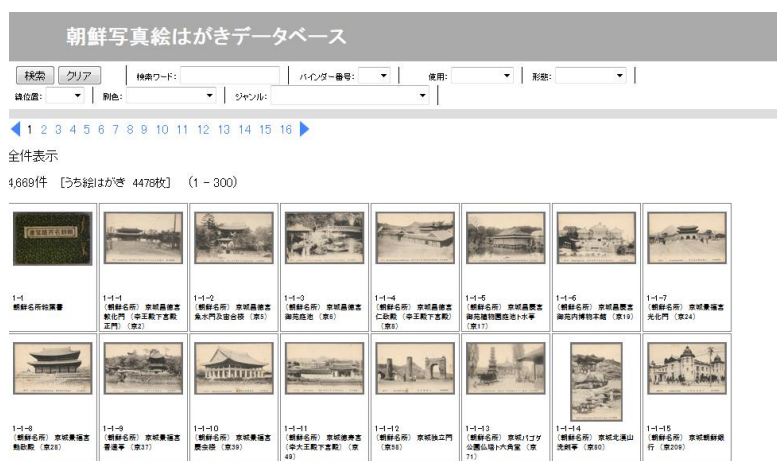 朝鮮写真絵はがきデータベース
検索 クリア 検索ワード: バインダー番号: 使用: 形態:
線位置: 刷色: ジャンル:
1 2 3 4 5 6 7 8 9 10 11 12 13 14 15 16
全件表示
4,669件 [うち絵はがき 4478枚] (1 - 300)
1-1
朝鮮名所絵葉書
1-1-1
(朝鮮名所) 京城昌徳宮
敦化門 (李王殿下宮殿
正門) (京2)
1-1-2
(朝鮮名所) 京城昌徳宮
魚水門及宙合楼 (京5)
1-1-3
(朝鮮名所) 京城昌徳宮
御苑庭池 (京6)
1-1-4
(朝鮮名所) 京城昌徳宮
仁政殿 (李王殿下宮殿)
(京8)
1-1-5
(朝鮮名所) 京城昌慶宮
御苑植物園庭池ト水亭
(京17)
1-1-6
(朝鮮名所) 京城昌慶宮
御苑内博物本館 (京19)
1-1-7
(朝鮮名所) 京城景福宮
光化門 (京24)
1-1-8
(朝鮮名所) 京城景福宮
勤政殿 (京28)
1-1-9
(朝鮮名所) 京城景福宮
香遠亭 (京37)
1-1-10
(朝鮮名所) 京城景福宮
慶会楼 (京39)
1-1-11
(朝鮮名所) 京城徳寿宮
(李太王殿下宮殿) (京
49)
1-1-12
(朝鮮名所) 京城独立門
(京58)
1-1-13
(朝鮮名所) 京城パゴダ
公園仏塔ト六角堂 (京
71)
1-1-14
(朝鮮名所) 京城北漢山
洗剣亭 (京80)
1-1-15
(朝鮮名所) 京城朝鮮銀
行 (京209)